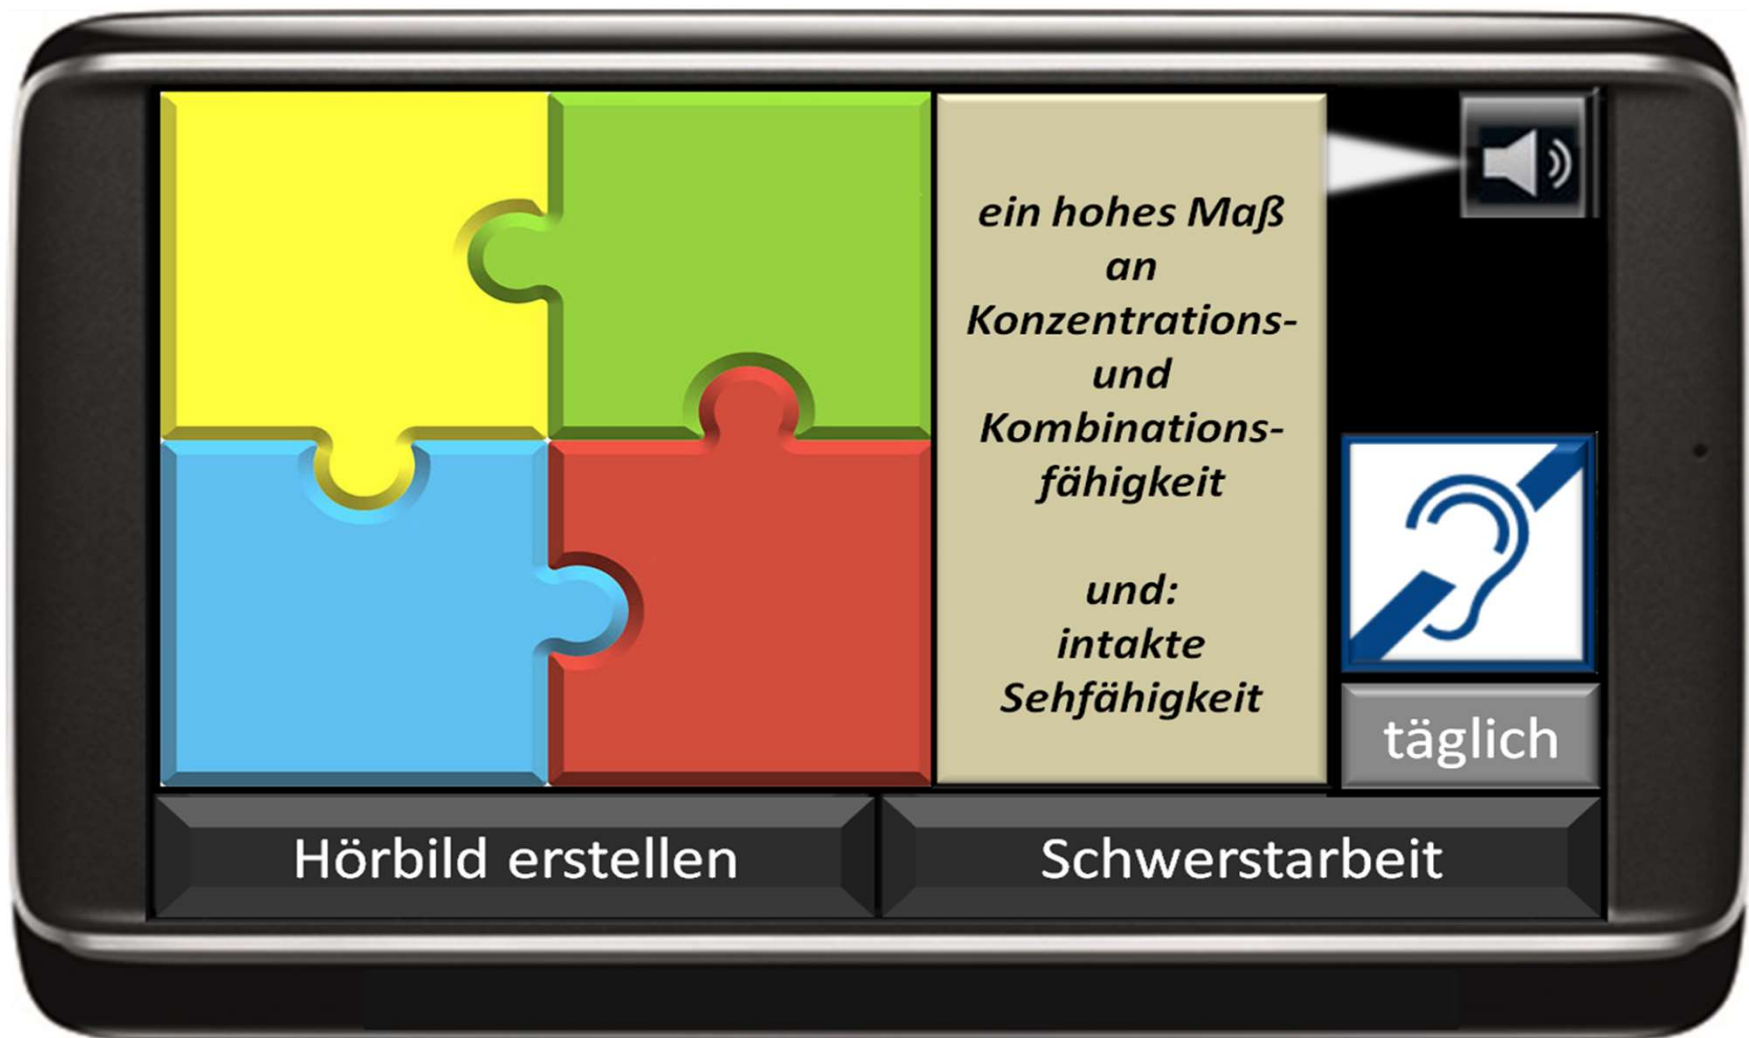 ein hohes Maß
an
Konzentrations-
und
Kombinations-
fähigkeit
und:
intakte
Sehfähigkeit
täglich
Hörbild erstellen
Schwerstarbeit